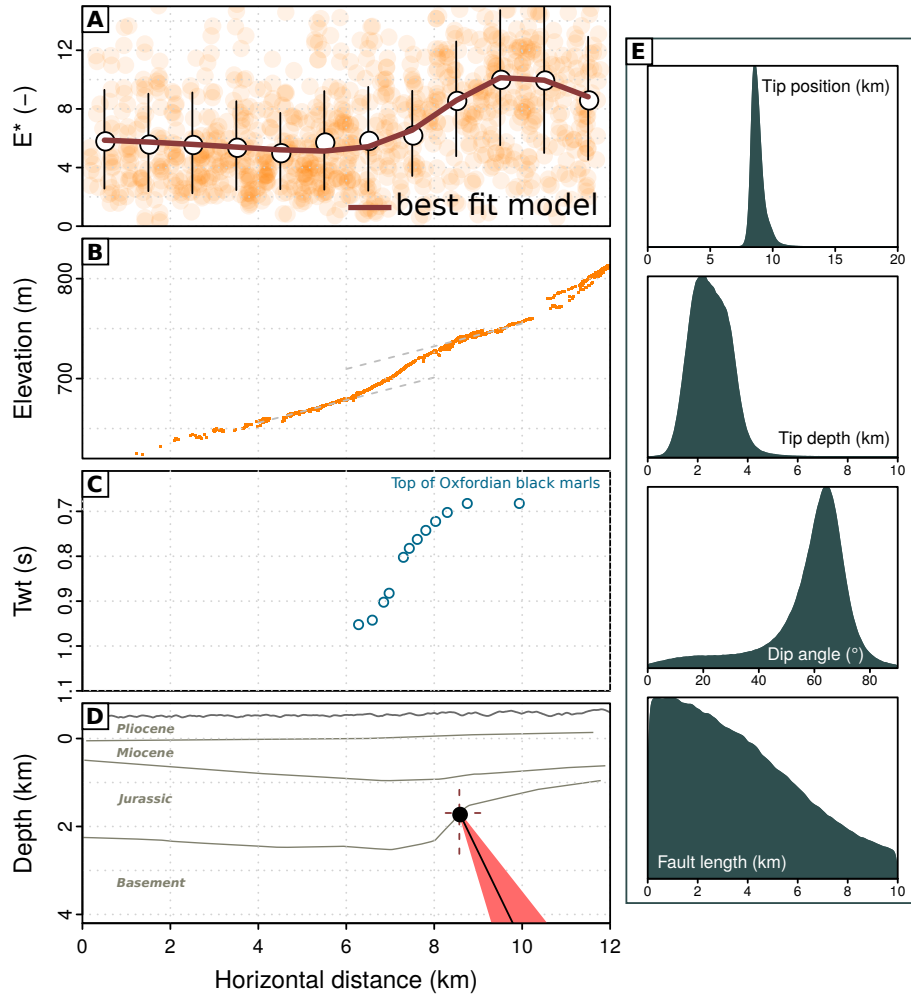 A
E* (−)
0 4 8 12
best fit model
B
Elevation (m)
700 800
C
Top of Oxfordian black marls
Twt (s)
0.7
0.8
0.9
1.0
1.1
D
Pliocene
Miocene
Jurassic
Basement
Depth (km)
0
2
4
0 2 4 6 8 10 12
Horizontal distance (km)
E
Tip position (km)
0 5 10 15 20
Tip depth (km)
0 2 4 6 8 10
Dip angle (°)
0 20 40 60 80
Fault length (km)
0 2 4 6 8 10